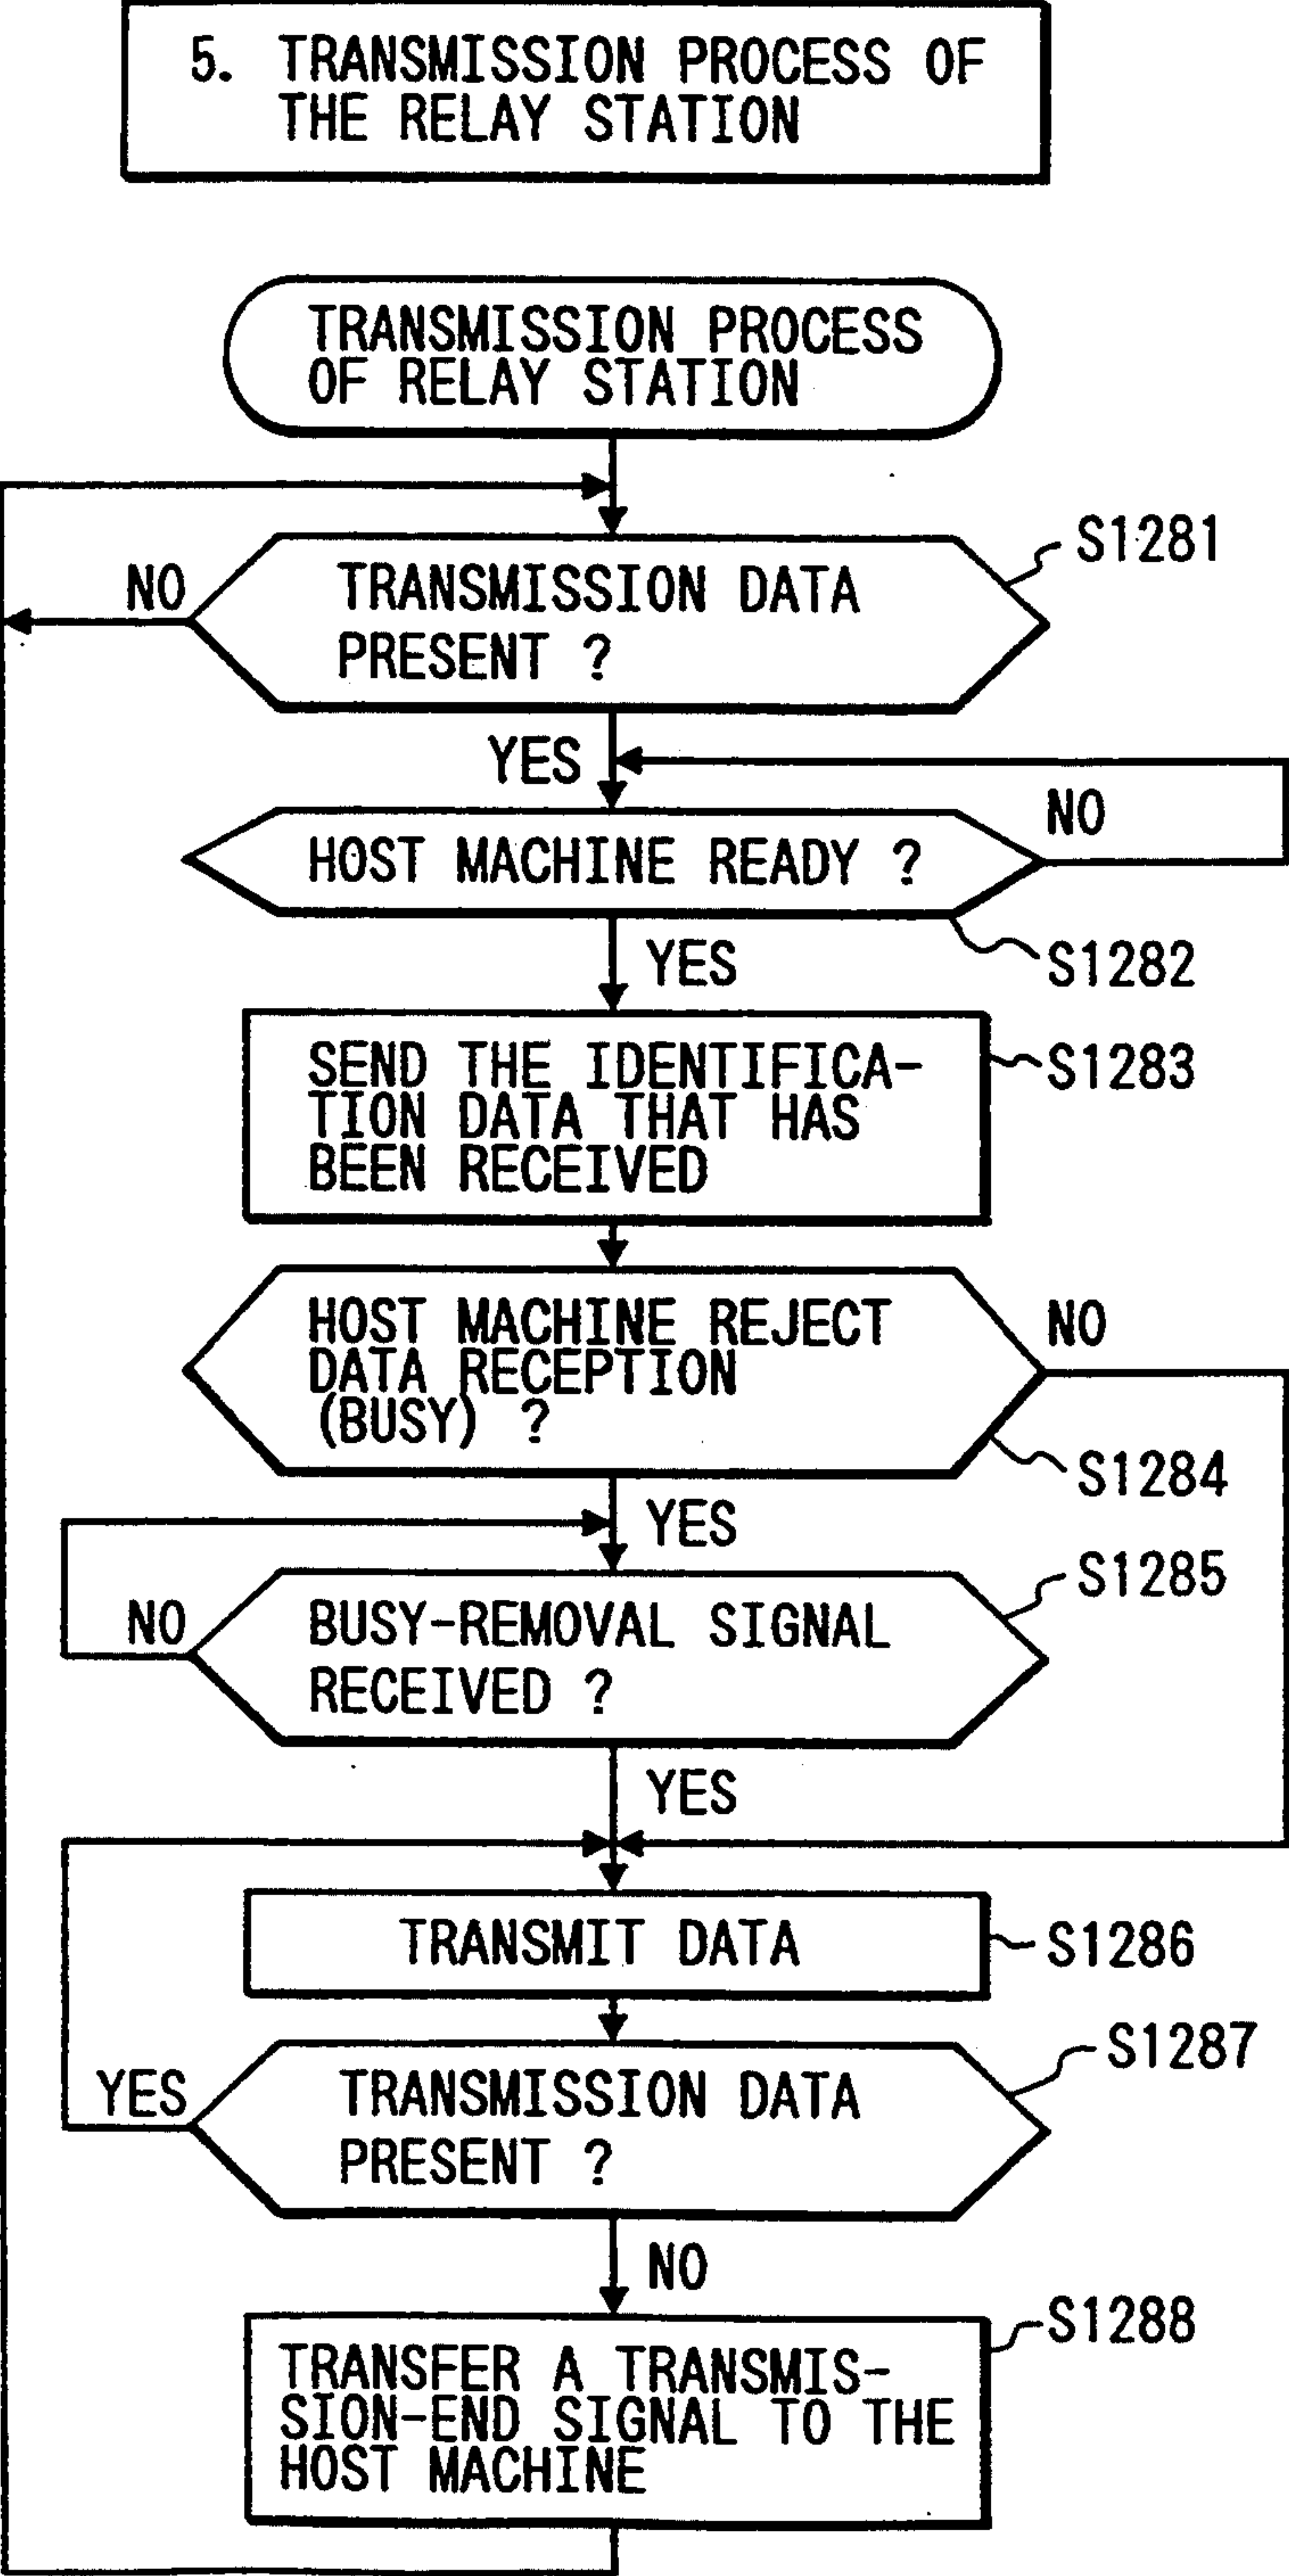 5. TRANSMISSION PROCESS OF
THE RELAY STATION
TRANSMISSION PROCESS
OF RELAY STATION
S1281
NO
TRANSMISSION DATA
PRESENT ?
YES
NO
HOST MACHINE READY ?
YES
S1282
SEND THE IDENTIFICA-
TION DATA THAT HAS
BEEN RECEIVED
S1283
HOST MACHINE REJECT
DATA RECEPTION
(BUSY) ?
NO
S1284
YES
S1285
NO
BUSY-REMOVAL SIGNAL
RECEIVED ?
YES
TRANSMIT DATA
S1286
S1287
YES
TRANSMISSION DATA
PRESENT ?
NO
S1288
TRANSFER A TRANSMIS-
SION-END SIGNAL TO THE
HOST MACHINE